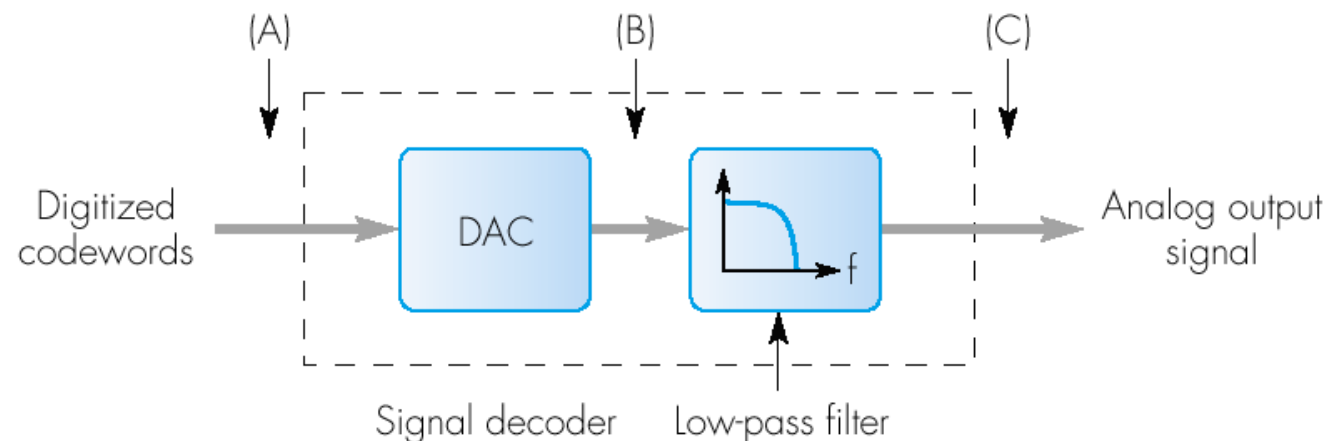 (A)
(B)
(C)
Digitized
codewords
DAC
f
Analog output
signal
Signal decoder
Low-pass filter